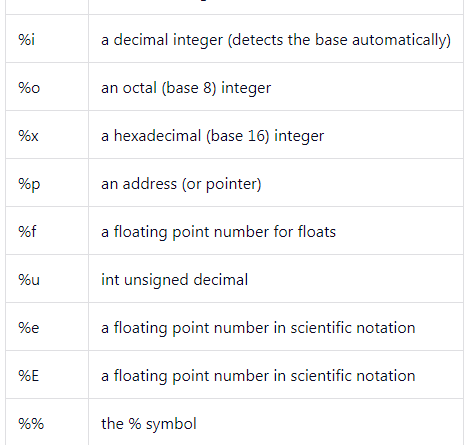 %i a decimal integer (detects the base automatically)
%o an octal (base 8) integer
%x a hexadecimal (base 16) integer
%p an address (or pointer)
%f a floating point number for floats
%u int unsigned decimal
%e a floating point number in scientific notation
%E a floating point number in scientific notation
%% the % symbol